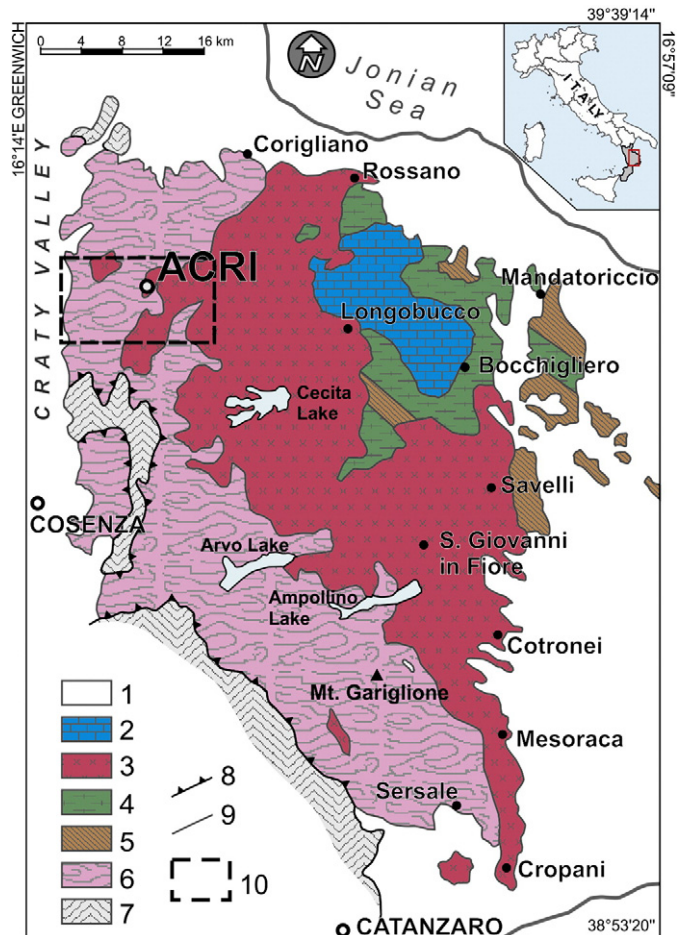 39°39'14"
16°57'09"
16°14'E GREENWICH
0 4 8 12 16 km
N
Jonian
Sea
ITALY
CRATY VALLEY
Corigliano
Rossano
ACRI
Mandatoriccio
Longobucco
Bocchigliero
Cecita
Lake
Savelli
COSENZA
Arvo Lake
S. Giovanni
in Fiore
Ampollino
Lake
Cotronei
Mt. Gariglione
Mesoraca
Sersale
Cropani
CATANZARO
38°53'20"
1
2
3
4
5
6
7
8
9
10